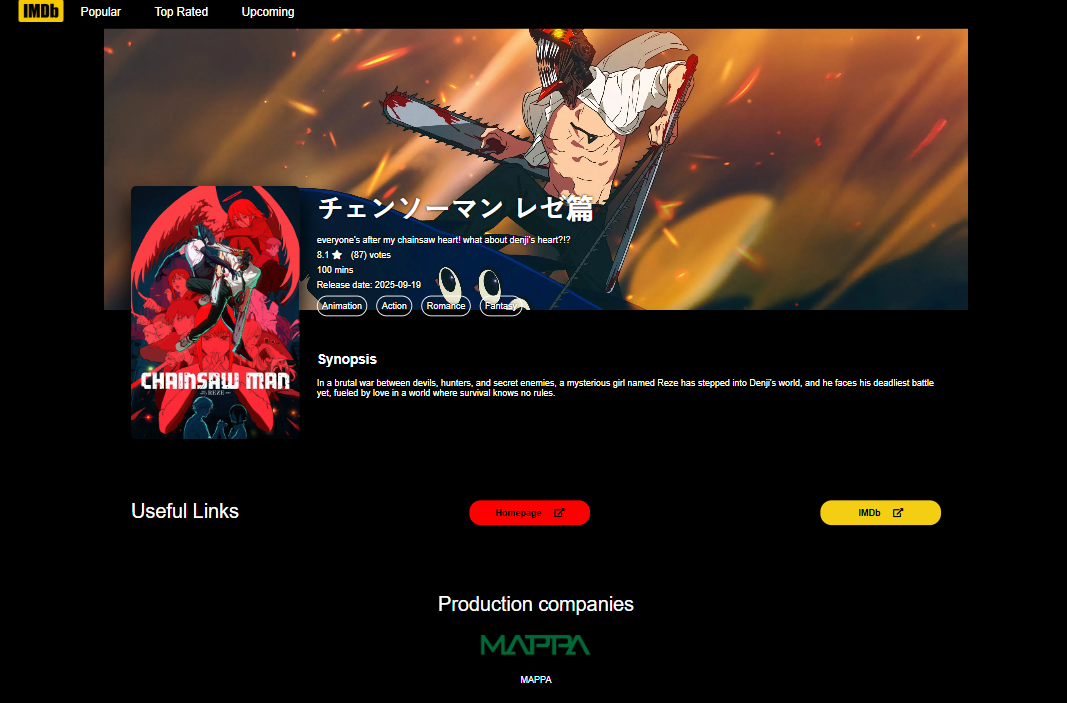 IMDb Popular Top Rated Upcoming
チェンソーマン レゼ篇
everyone's after my chainsaw heart! what about denji's heart?!?
8.1 (87) votes
100 mins
Release date: 2025-09-19
Animation Action Romance Fantasy
CHAINSAW MAN
REZE
Synopsis
In a brutal war between devils, hunters, and secret enemies, a mysterious girl named Reze has stepped into Denji's world, and he faces his deadliest battle
yet, fueled by love in a world where survival knows no rules.
Useful Links Homepage IMDb
Production companies
MAPPA
MAPPA